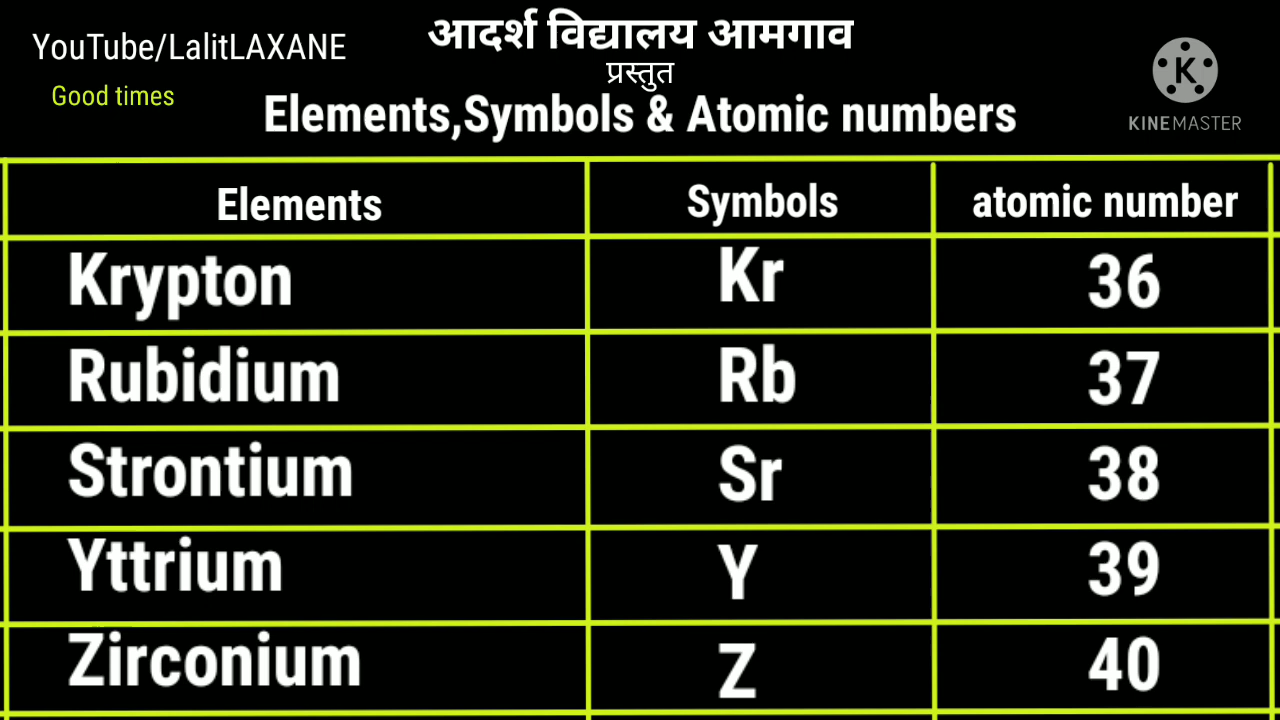 YouTube/LalitLAXANE
Good times
आदर्श विद्यालय आमगाव
प्रस्तुत
Elements,Symbols & Atomic numbers
K
KINEMASTER
Elements Symbols atomic number
Krypton Kr 36
Rubidium Rb 37
Strontium Sr 38
Yttrium Y 39
Zirconium Z 40